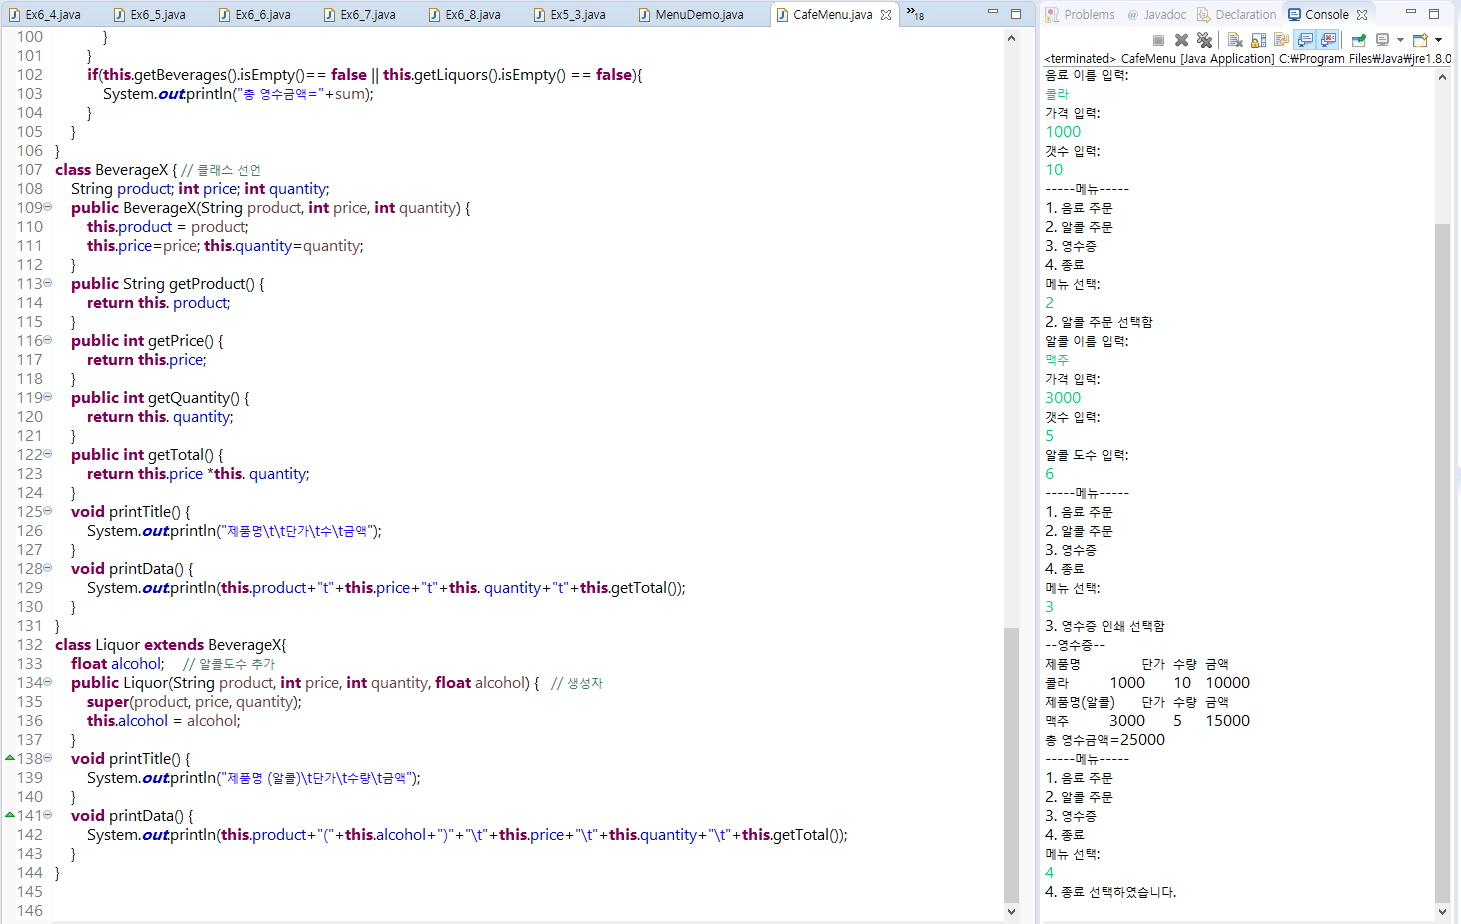 Ex6_4.java Ex6_5.java Ex6_6.java Ex6_7.java Ex6_8.java Ex5_3.java MenuDemo.java CafeMenu.java »18
100 }
101 }
102 if(this.getBeverages().isEmpty()== false || this.getLiquors().isEmpty() == false){
103 System.out.println("총 영수금액="+sum);
104 }
105 }
106 }
107 class BeverageX { // 클래스 선언
108 String product; int price; int quantity;
109 public BeverageX(String product, int price, int quantity) {
110 this.product = product;
111 this.price=price; this.quantity=quantity;
112 }
113 public String getProduct() {
114 return this. product;
115 }
116 public int getPrice() {
117 return this.price;
118 }
119 public int getQuantity() {
120 return this. quantity;
121 }
122 public int getTotal() {
123 return this.price *this. quantity;
124 }
125 void printTitle() {
126 System.out.println("제품명\t\t단가\t수\t금액");
127 }
128 void printData() {
129 System.out.println(this.product+"t"+this.price+"t"+this. quantity+"t"+this.getTotal());
130 }
131 }
132 class Liquor extends BeverageX{
133 float alcohol; // 알콜도수 추가
134 public Liquor(String product, int price, int quantity, float alcohol) { // 생성자
135 super(product, price, quantity);
136 this.alcohol = alcohol;
137 }
138 void printTitle() {
139 System.out.println("제품명 (알콜)\t단가\t수량\t금액");
140 }
141 void printData() {
142 System.out.println(this.product+"("+this.alcohol+")"+"\t"+this.price+"\t"+this.quantity+"\t"+this.getTotal());
143 }
144 }
145
146
Problems @ Javadoc Declaration Console
<terminated> CafeMenu [Java Application] C:₩Program Files₩Java₩jre1.8.0
음료 이름 입력:
콜라
가격 입력:
1000
갯수 입력:
10
-----메뉴-----
1. 음료 주문
2. 알콜 주문
3. 영수증
4. 종료
메뉴 선택:
2
2. 알콜 주문 선택함
알콜 이름 입력:
맥주
가격 입력:
3000
갯수 입력:
5
알콜 도수 입력:
6
-----메뉴-----
1. 음료 주문
2. 알콜 주문
3. 영수증
4. 종료
메뉴 선택:
3
3. 영수증 인쇄 선택함
--영수증--
제품명 단가 수량 금액
콜라 1000 10 10000
제품명(알콜) 단가 수량 금액
맥주 3000 5 15000
총 영수금액=25000
-----메뉴-----
1. 음료 주문
2. 알콜 주문
3. 영수증
4. 종료
메뉴 선택:
4
4. 종료 선택하였습니다.